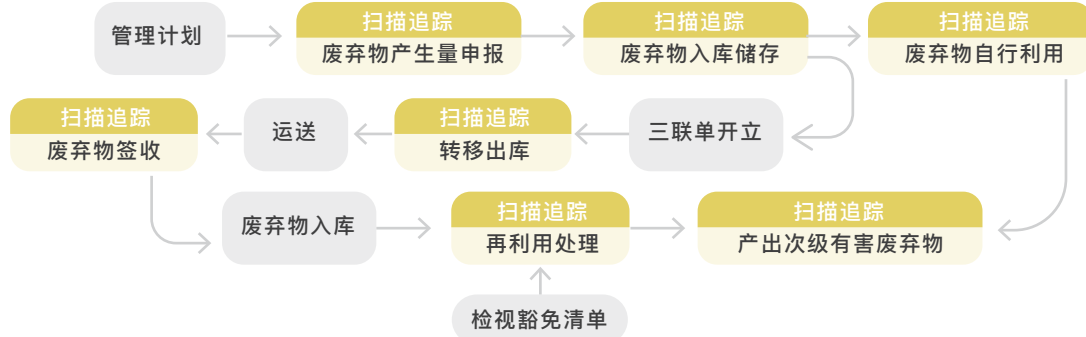 管理计划
扫描追踪
废弃物产生量申报
扫描追踪
废弃物入库储存
扫描追踪
废弃物自行利用
扫描追踪
废弃物签收
运送
扫描追踪
转移出库
三联单开立
废弃物入库
扫描追踪
再利用处理
扫描追踪
产出次级有害废弃物
检视豁免清单